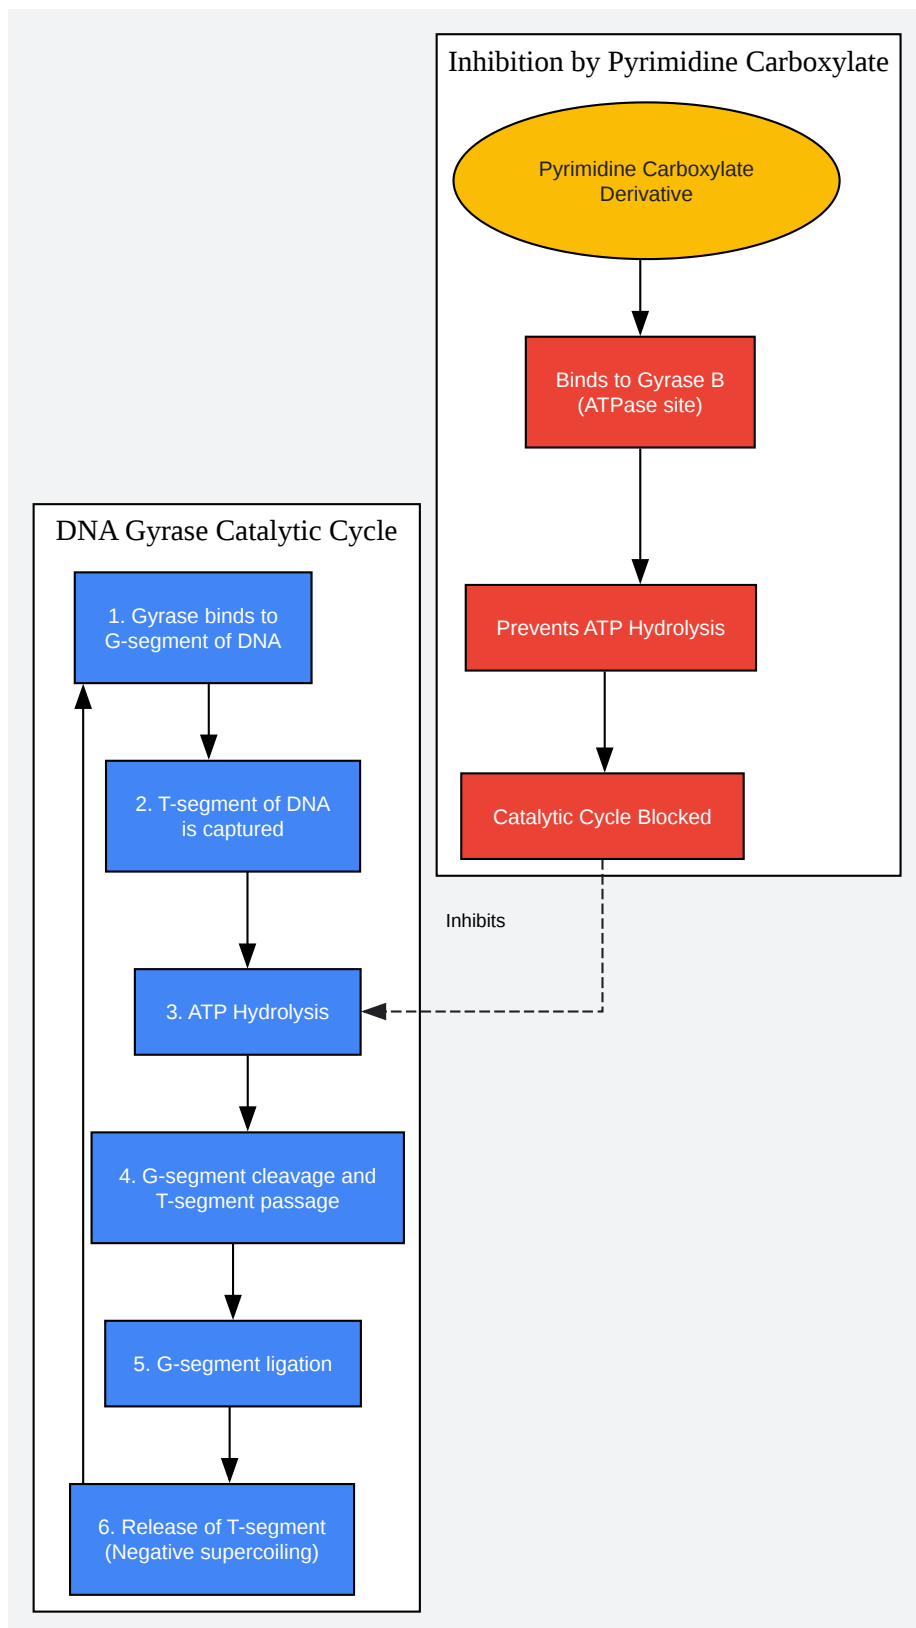 Inhibition by Pyrimidine Carboxylate
Pyrimidine Carboxylate
Derivative
Binds to Gyrase B
(ATPase site)
Prevents ATP Hydrolysis
Catalytic Cycle Blocked
Inhibits
DNA Gyrase Catalytic Cycle
1. Gyrase binds to
G-segment of DNA
2. T-segment of DNA
is captured
3. ATP Hydrolysis
4. G-segment cleavage and
T-segment passage
5. G-segment ligation
6. Release of T-segment
(Negative supercoiling)